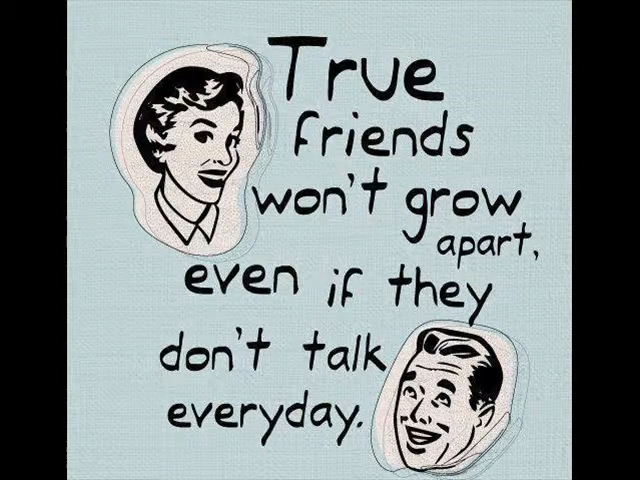 True
friends
won't grow
apart,
even if they
don't talk
everyday.